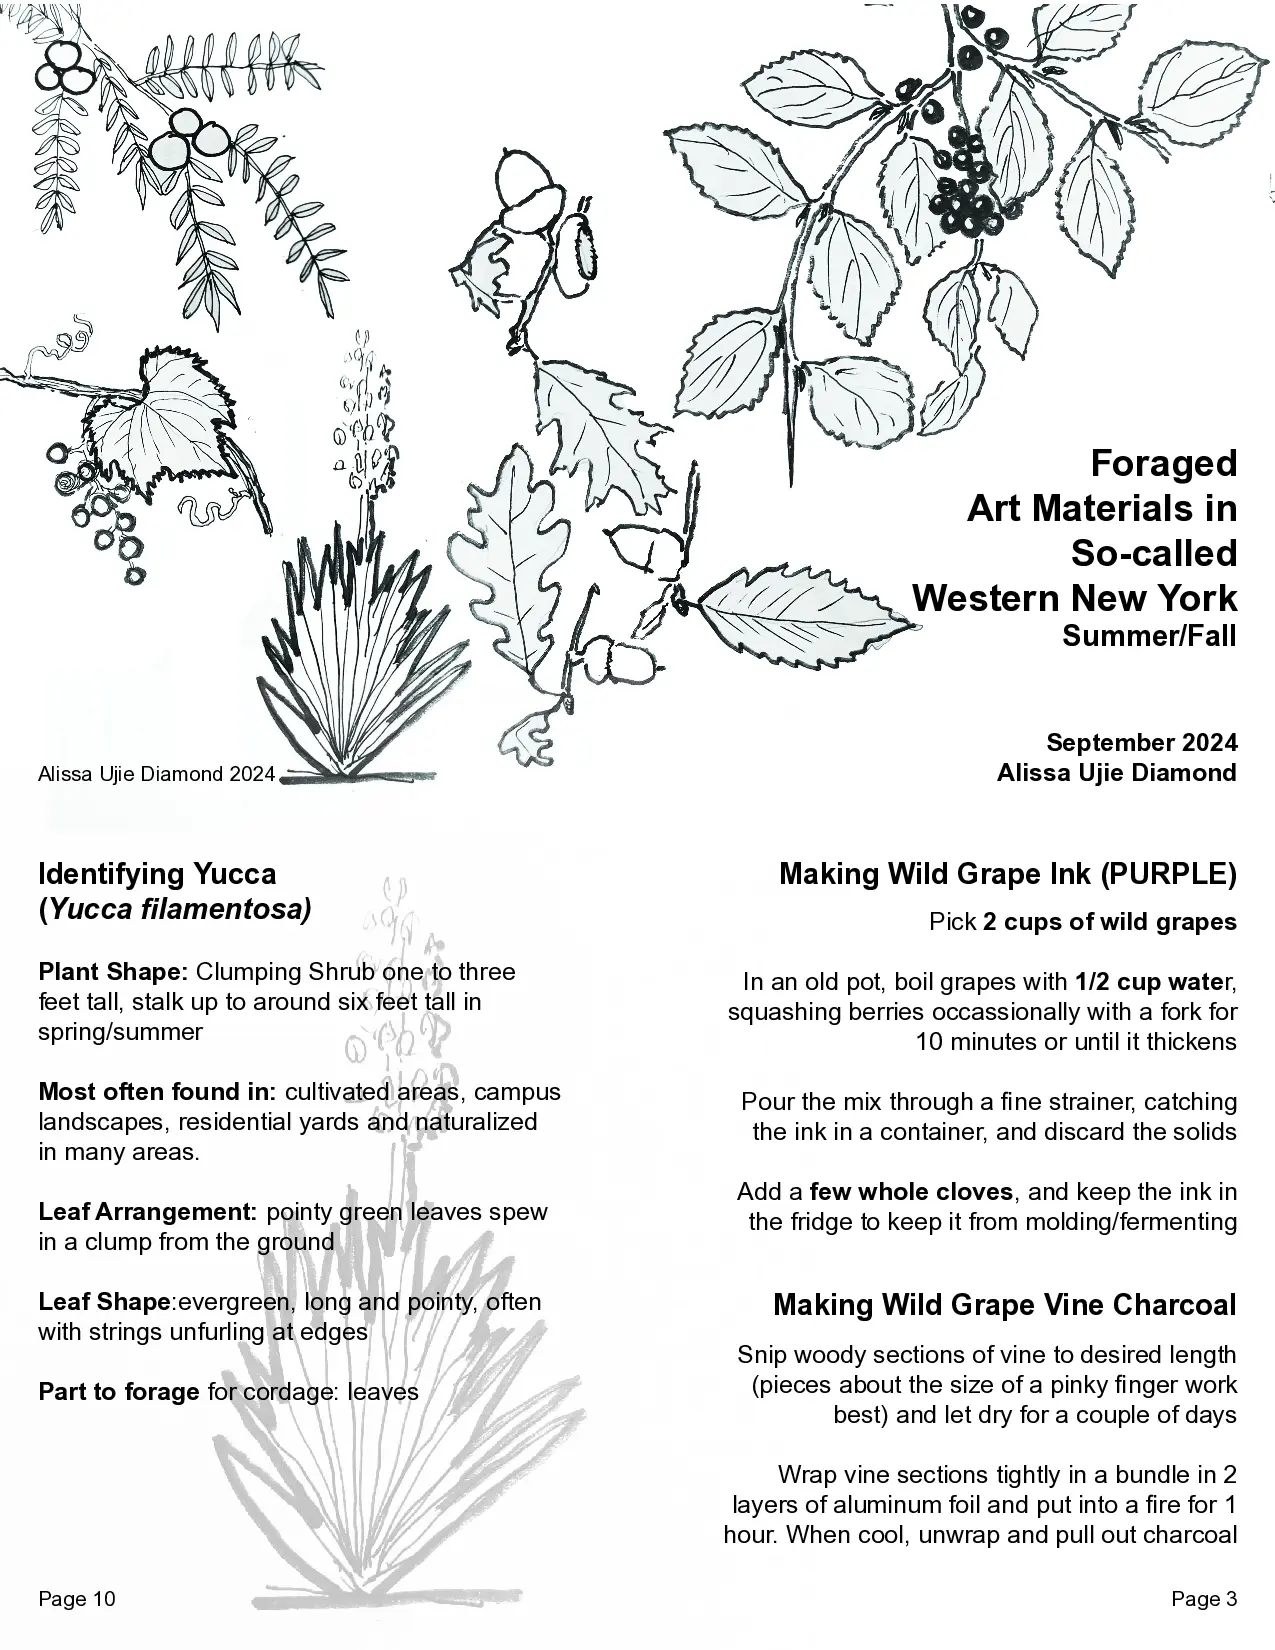 Foraged
Art Materials in
So-called
Western New York
Summer/Fall
September 2024
Alissa Ujie Diamond
Alissa Ujie Diamond 2024
Identifying Yucca
(Yucca filamentosa)
Plant Shape: Clumping Shrub one to three
feet tall, stalk up to around six feet tall in
spring/summer
Most often found in: cultivated areas, campus
landscapes, residential yards and naturalized
in many areas.
Leaf Arrangement: pointy green leaves spew
in a clump from the ground
Leaf Shape:evergreen, long and pointy, often
with strings unfurling at edges
Part to forage for cordage: leaves
Page 10
Making Wild Grape Ink (PURPLE)
Pick 2 cups of wild grapes
In an old pot, boil grapes with 1/2 cup water,
squashing berries occassionally with a fork for
10 minutes or until it thickens
Pour the mix through a fine strainer, catching
the ink in a container, and discard the solids
Add a few whole cloves, and keep the ink in
the fridge to keep it from molding/fermenting
Making Wild Grape Vine Charcoal
Snip woody sections of vine to desired length
(pieces about the size of a pinky finger work
best) and let dry for a couple of days
Wrap vine sections tightly in a bundle in 2
layers of aluminum foil and put into a fire for 1
hour. When cool, unwrap and pull out charcoal
Page 3